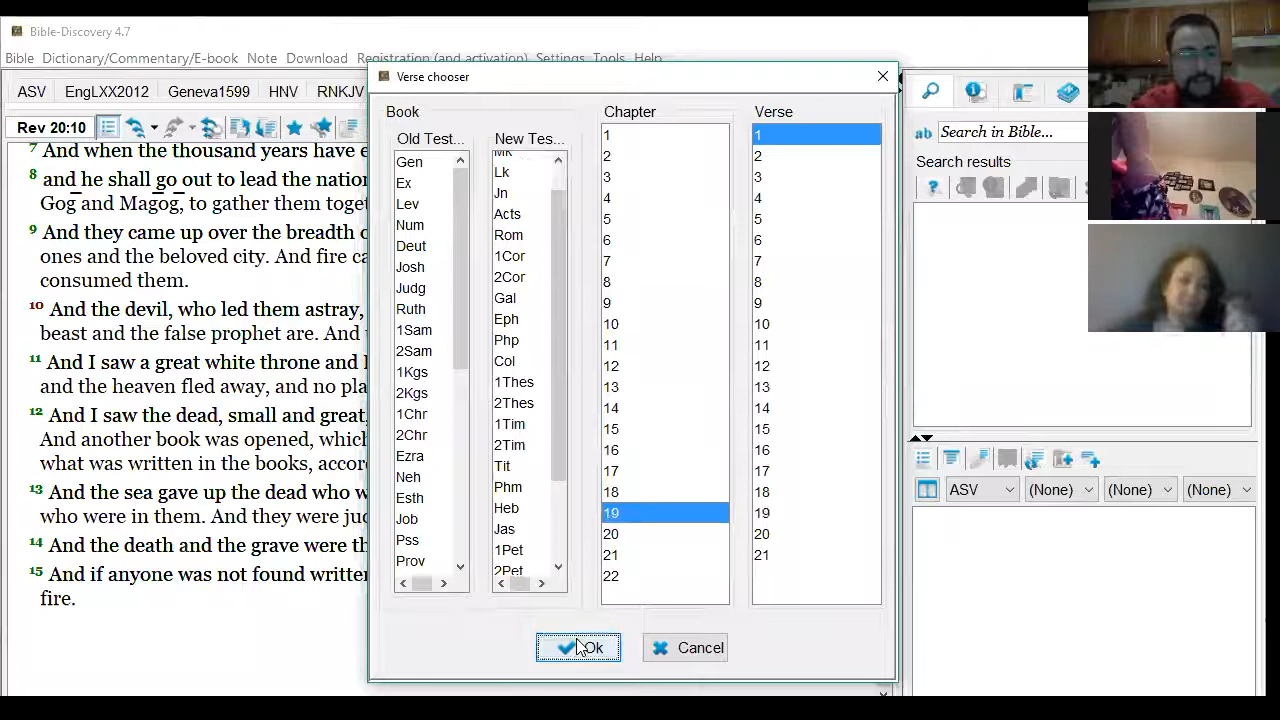 Bible-Discovery 4.7
Bible Dictionary/Commentary/E-book Note Download Registration (and activation) Settings Tools Help
ASV EngLXX2012 Geneva1599 HNV RNKJV
Rev 20:10
7 And when the thousand years have
8 and he shall go out to lead the
Gog and Magog, to gather them
9 And they came up over the breadth
ones and the beloved city. And fire
consumed them.
10 And the devil, who led them astray,
beast and the false prophet are. And
11 And I saw a great white throne and
and the heaven fled away, and no
12 And I saw the dead, small and great,
And another book was opened,
what was written in the books,
13 And the sea gave up the dead who
who were in them. And they were
14 And the death and the grave were
15 And if anyone was not found
fire.
Verse chooser
Book
Old Test...
Gen
Ex
Lev
Num
Deut
Josh
Judg
Ruth
1Sam
2Sam
1Kgs
2Kgs
1Chr
2Chr
Ezra
Neh
Esth
Job
Pss
Prov
New Tes...
Mk
Lk
Jn
Acts
Rom
1Cor
2Cor
Gal
Eph
Php
Col
1Thes
2Thes
1Tim
2Tim
Tit
Phm
Heb
Jas
1Pet
2Pet
Chapter
1
2
3
4
5
6
7
8
9
10
11
12
13
14
15
16
17
18
19
20
21
22
Verse
1
2
3
4
5
6
7
8
9
10
11
12
13
14
15
16
17
18
19
20
21
Ok
Cancel
ab Search in Bible...
Search results
ASV (None) (None) (None)